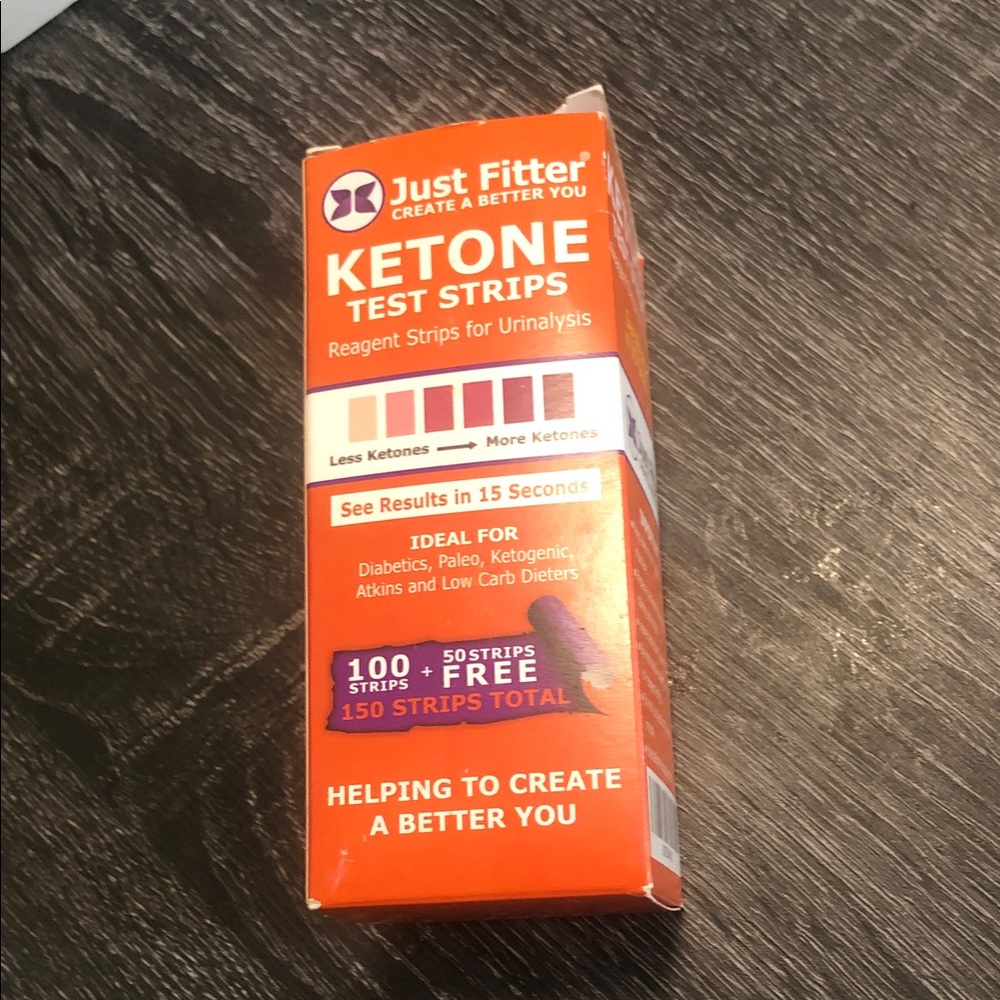 Just Fitter®
CREATE A BETTER YOU
KETONE
TEST STRIPS
Reagent Strips for Urinalysis
Less Ketones
More Ketones
See Results in 15 Seconds
IDEAL FOR
Diabetics, Paleo, Ketogenic,
Atkins and Low Carb Dieters
100
STRIPS
+
50 STRIPS
FREE
150 STRIPS TOTAL
HELPING TO CREATE
A BETTER YOU